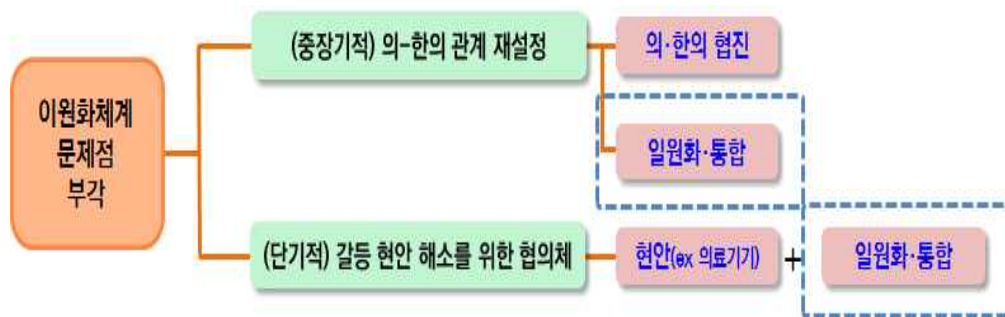 이원화체계
문제점
부각
(중장기적) 의-한의 관계 재설정
의·한의 협진
일원화·통합
(단기적) 갈등 현안 해소를 위한 협의체
현안(ex 의료기기)
+
일원화·통합